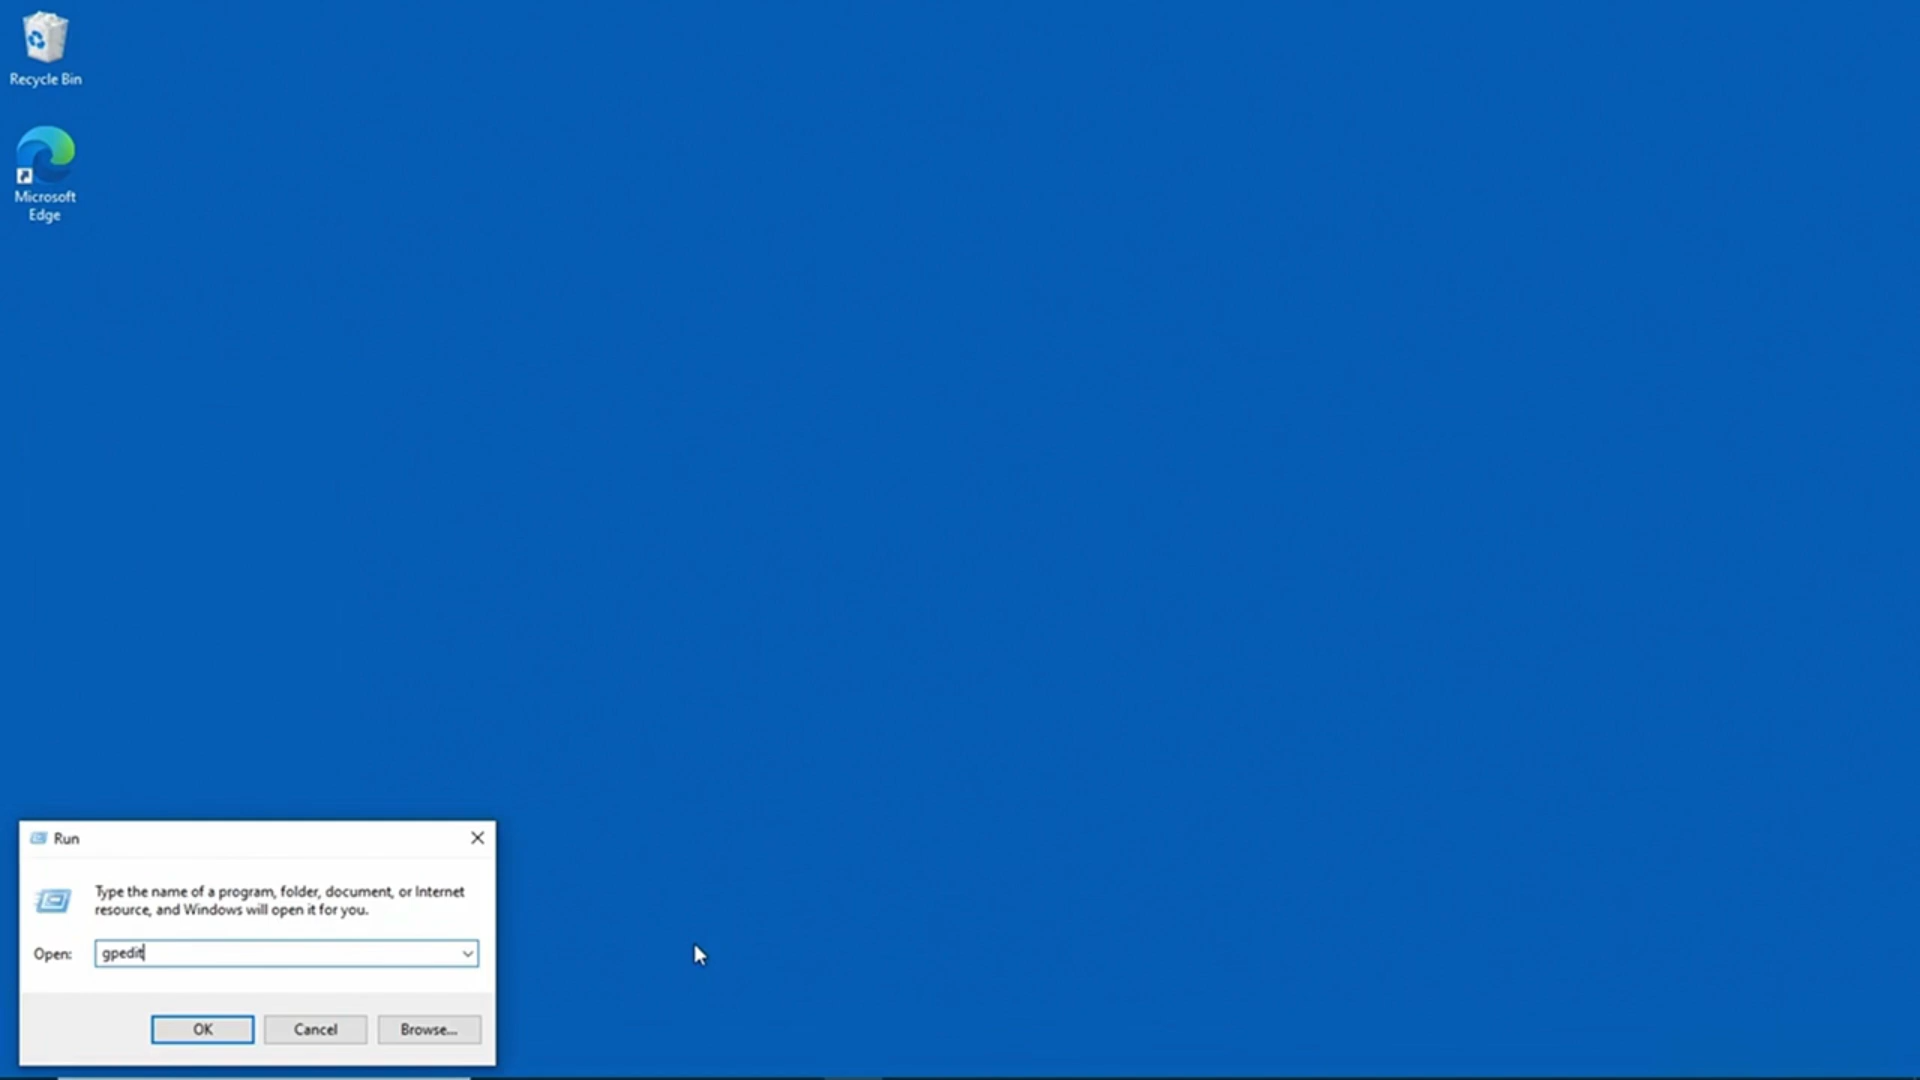 Recycle Bin
Microsoft
Edge
Run
Type the name of a program, folder, document, or Internet
resource, and Windows will open it for you.
Open: gpedit
OK Cancel Browse...